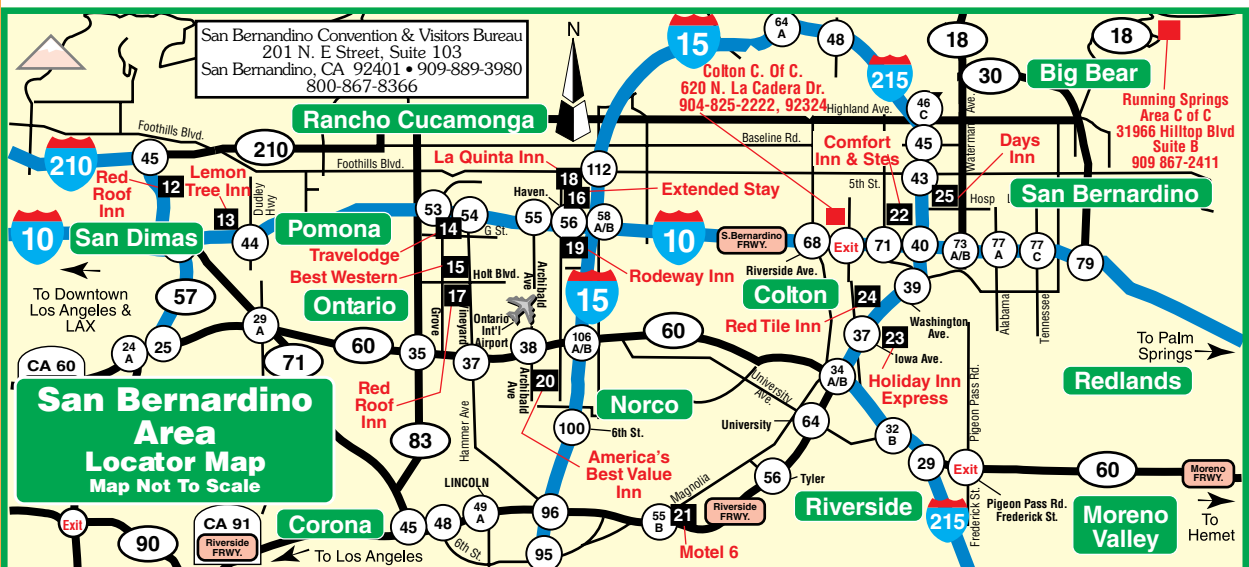 San Bernardino Convention & Visitors Bureau
201 N. E Street, Suite 103
San Bernardino, CA 92401 • 909-889-3980
800-867-8366
N
15
64
A
48
215
18
30
18
Big Bear
Colton C. Of C.
620 N. La Cadera Dr.
904-825-2222, 92324
Highland Ave.
46
C
Waterman Ave.
Running Springs
Area C of C
31966 Hilltop Blvd
Suite B
909 867-2411
Rancho Cucamonga
Foothills Blvd.
210
45
210
Foothills Blvd.
Baseline Rd.
45
Comfort
Inn & Stes
Days
Inn
La Quinta Inn
112
Red
Roof
Inn
12
Lemon
Tree Inn
13
Dudley
Hwy
18
16
Extended Stay
Haven.
5th St.
43
25
Hosp
San Bernardino
22
10
San Dimas
44
Pomona
53
54
14
G St.
55
56
58
A/B
10
S.Bernardino
FRWY.
68
Exit
71
40
73
A/B
77
A
77
C
79
Travelodge
19
Rodeway Inn
Riverside Ave.
Best Western
15
Holt Blvd.
Archibald
Ave
Colton
39
To Downtown
Los Angeles &
LAX
57
Ontario
17
Grove
Vineyard
Ontario
Int'l
Airport
15
24
Red Tile Inn
Washington
Ave.
Alabama
Tennessee
29
A
24
A
25
71
60
35
37
38
106
A/B
60
37
23
Iowa Ave.
Holiday Inn
Express
To Palm
Springs
CA 60
Redlands
San Bernardino
Area
Locator Map
Map Not To Scale
Red
Roof
Inn
20
Archibald
Ave
Norco
University
Ave.
34
A/B
Pigeon Pass Rd.
83
Hammer Ave
100
6th St.
University
64
32
B
America's
Best Value
Inn
56
Tyler
29
Exit
60
Moreno
FRWY.
Magnolia
Riverside
FRWY.
Riverside
Pigeon Pass Rd.
Frederick St.
To
Hemet
LINCOLN
Exit
90
CA 91
Riverside
FRWY.
Corona
To Los Angeles
45
48
49
A
6th St.
96
95
55
B
21
Motel 6
215
Frederick St.
Moreno
Valley